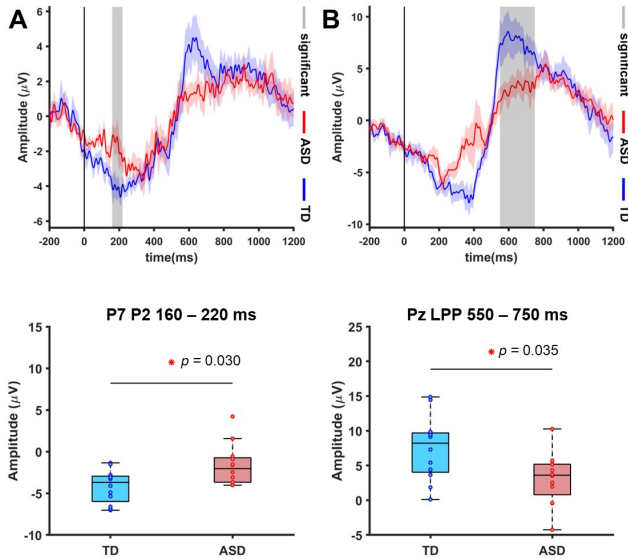 A
6
4
2
0
-2
-4
-6
Amplitude (μV)
-200 0 200 400 600 800 1000 1200
time(ms)
significant
ASD
TD
B
10
5
0
-5
-10
Amplitude (μV)
-200 0 200 400 600 800 1000 1200
time(ms)
significant
ASD
TD
P7 P2 160 – 220 ms
15
10
5
0
-5
-10
Amplitude (μV)
* p = 0.030
TD ASD
Pz LPP 550 – 750 ms
25
20
15
10
5
0
-5
Amplitude (μV)
* p = 0.035
TD ASD